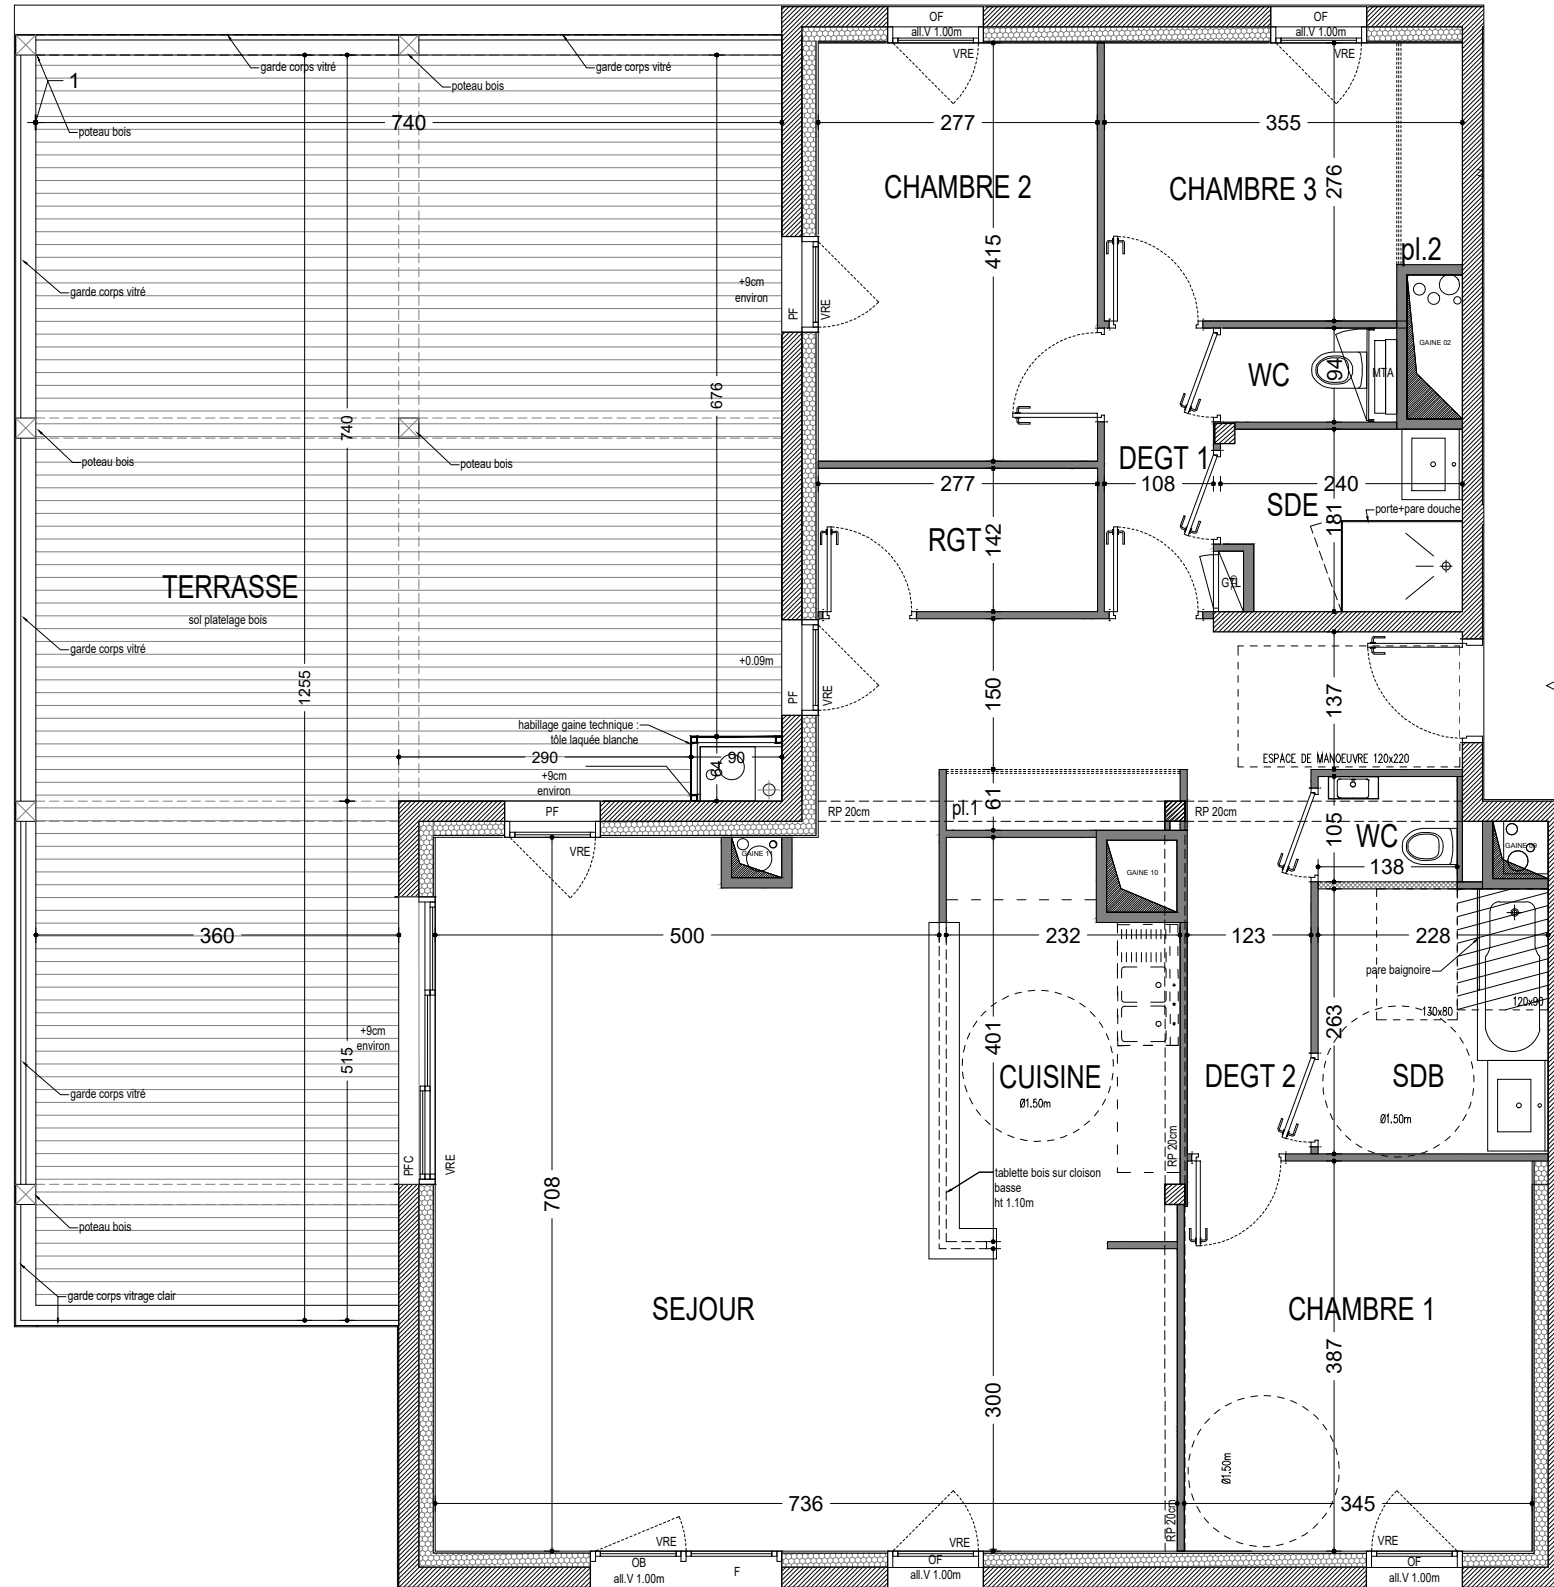 OF
all.V 1.00m
VRE
OF
all.V 1.00m
VRE
garde corps vitré
garde corps vitré
poteau bois
1
poteau bois
740
277
355
CHAMBRE 2
CHAMBRE 3
276
415
pl.2
garde corps vitré
+9cm
environ
PF
VRE
GAINE 02
WC
94
MTA
676
740
poteau bois
poteau bois
DEGT 1
277
108
240
SDE
181
porte+pare douche
RGT
142
GTL
TERRASSE
sol platelage bois
garde corps vitré
+0.09m
PF
VRE
1255
150
137
habillage gaine technique :
tôle laquée blanche
290
90
64
+9cm
environ
ESPACE DE MANOEUVRE 120x220
PF
RP 20cm
61
pl.1
RP 20cm
105
WC
138
VRE
GAINE 11
GAINE 10
GAINE 09
360
500
232
123
228
pare baignoire
120x90
130x80
+9cm
environ
515
401
263
CUISINE
Ø1.50m
DEGT 2
SDB
Ø1.50m
garde corps vitré
PFC
VRE
RP 20cm
tablette bois sur cloison
basse
ht 1.10m
708
poteau bois
garde corps vitrage clair
SEJOUR
CHAMBRE 1
387
300
Ø1.50m
736
345
RP 20cm
VRE
VRE
VRE
OB
all.V 1.00m
F
OF
all.V 1.00m
OF
all.V 1.00m